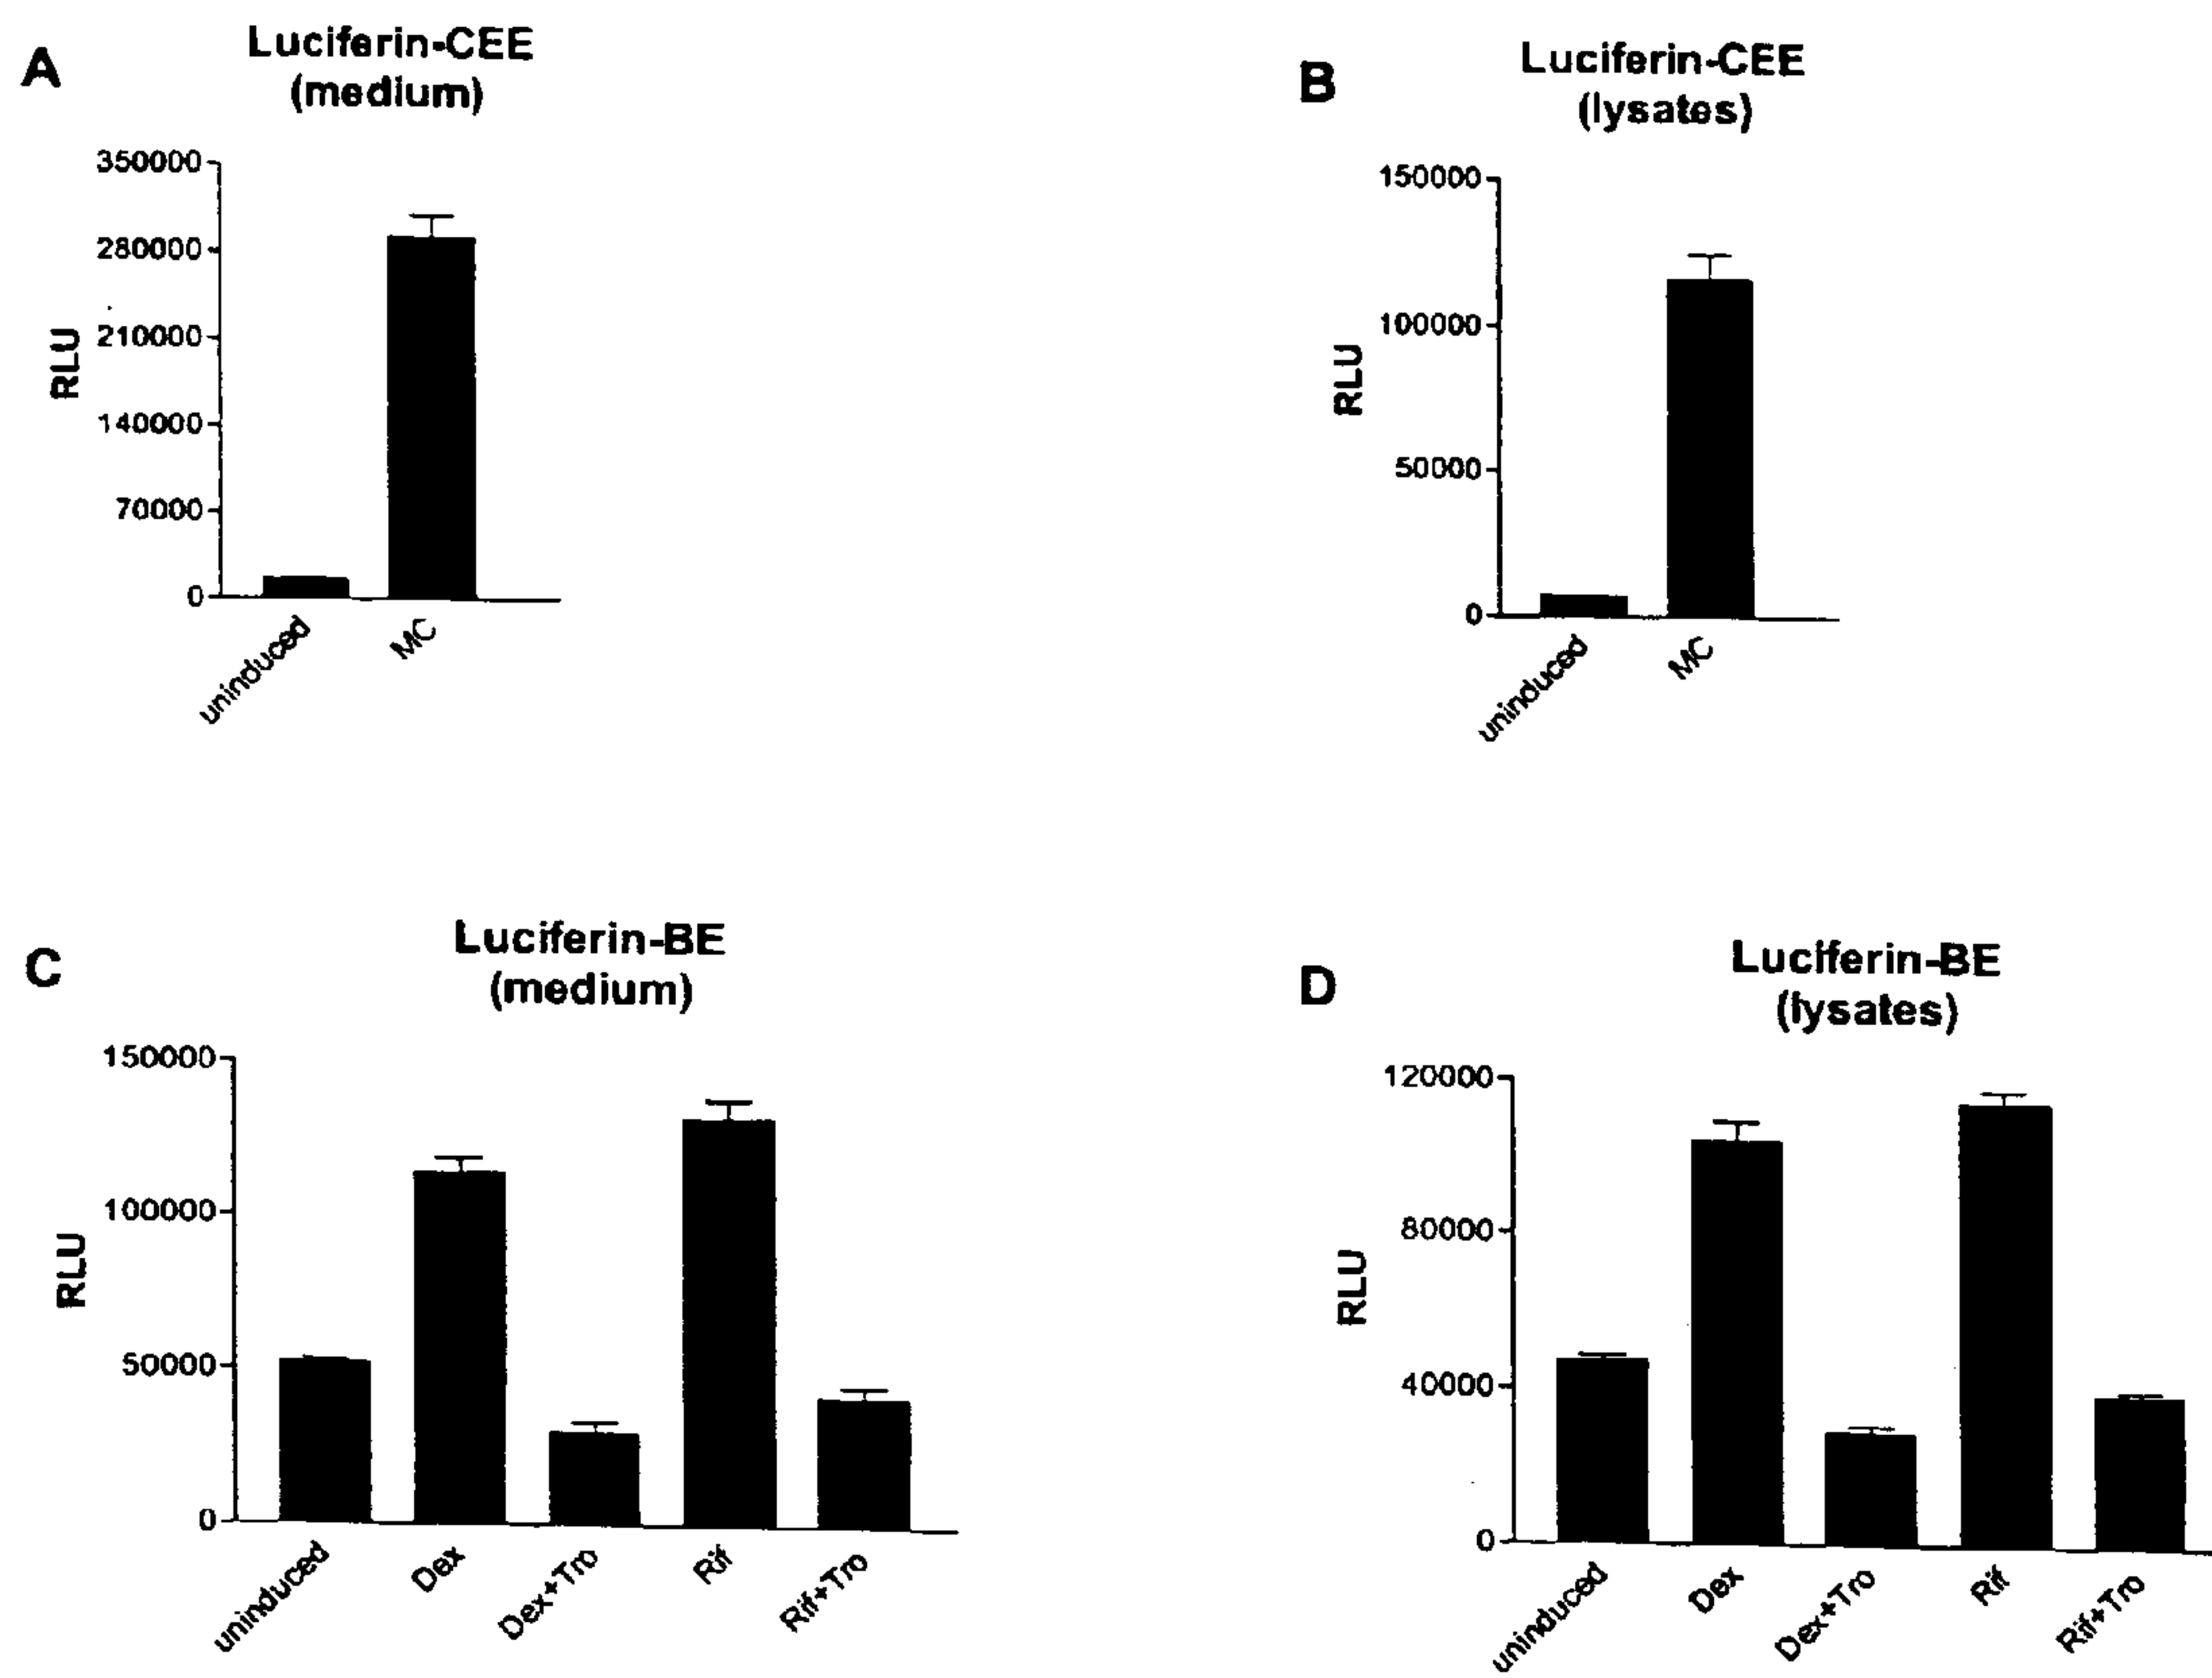 A
Luciferin-CEE
(medium)
350000
280000
210000
140000
70000
0
RLU
uninduced
MC
B
Luciferin-CEE
(lysates)
150000
100000
50000
0
RLU
uninduced
MC
C
Luciferin-BE
(medium)
150000
100000
50000
0
RLU
uninduced
Dex
Dex+Tro
Rif
Rif+Tro
D
Luciferin-BE
(lysates)
120000
80000
40000
0
RLU
uninduced
Dex
Dex+Tro
Rif
Rif+Tro